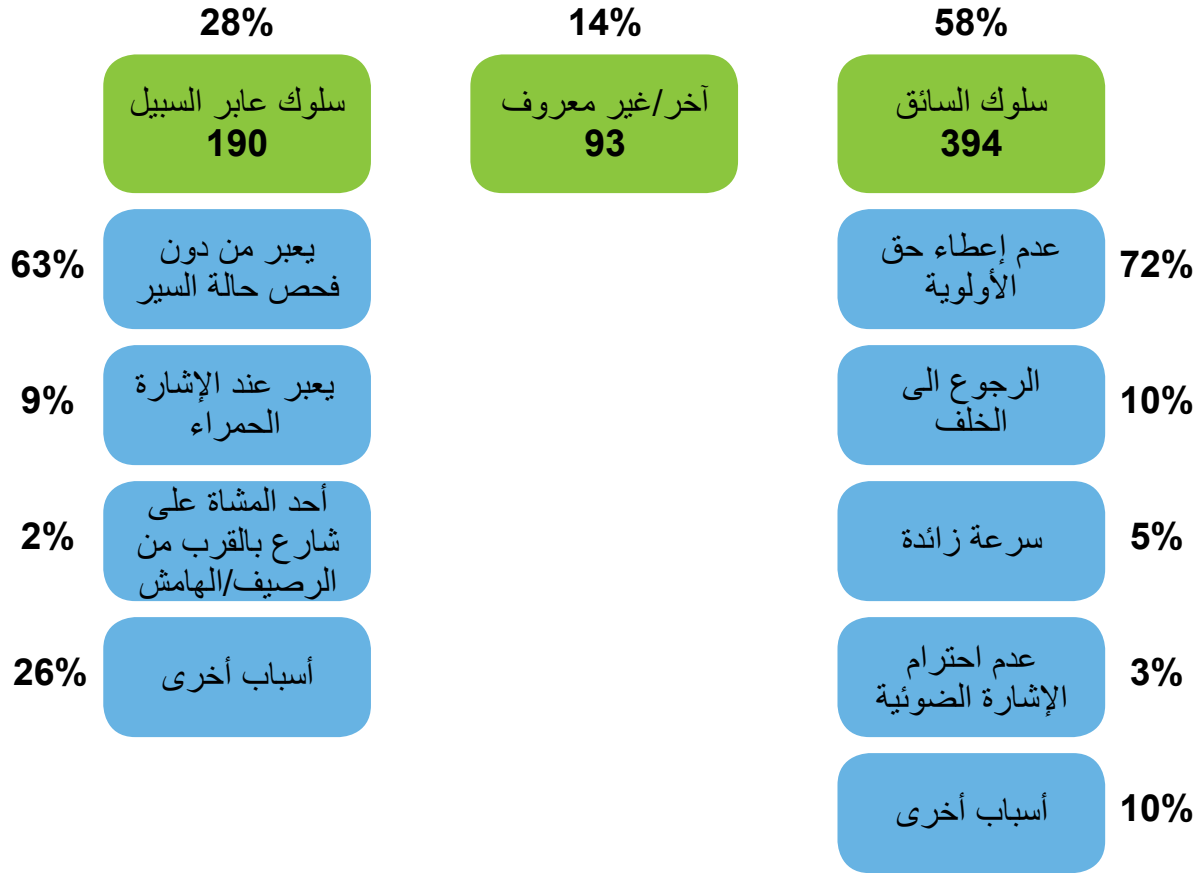 58%
سلوك السائق
394
72%
عدم إعطاء حق
الأولوية
10%
الرجوع الى
الخلف
5%
سرعة زائدة
3%
عدم احترام
الإشارة الضوئية
10%
أسباب أخرى
14%
آخر/غير معروف
93
28%
سلوك عابر السبيل
190
63%
يعبر من دون
فحص حالة السير
9%
يعبر عند الإشارة
الحمراء
2%
أحد المشاة على
شارع بالقرب من
الرصيف/الهامش
26%
أسباب أخرى